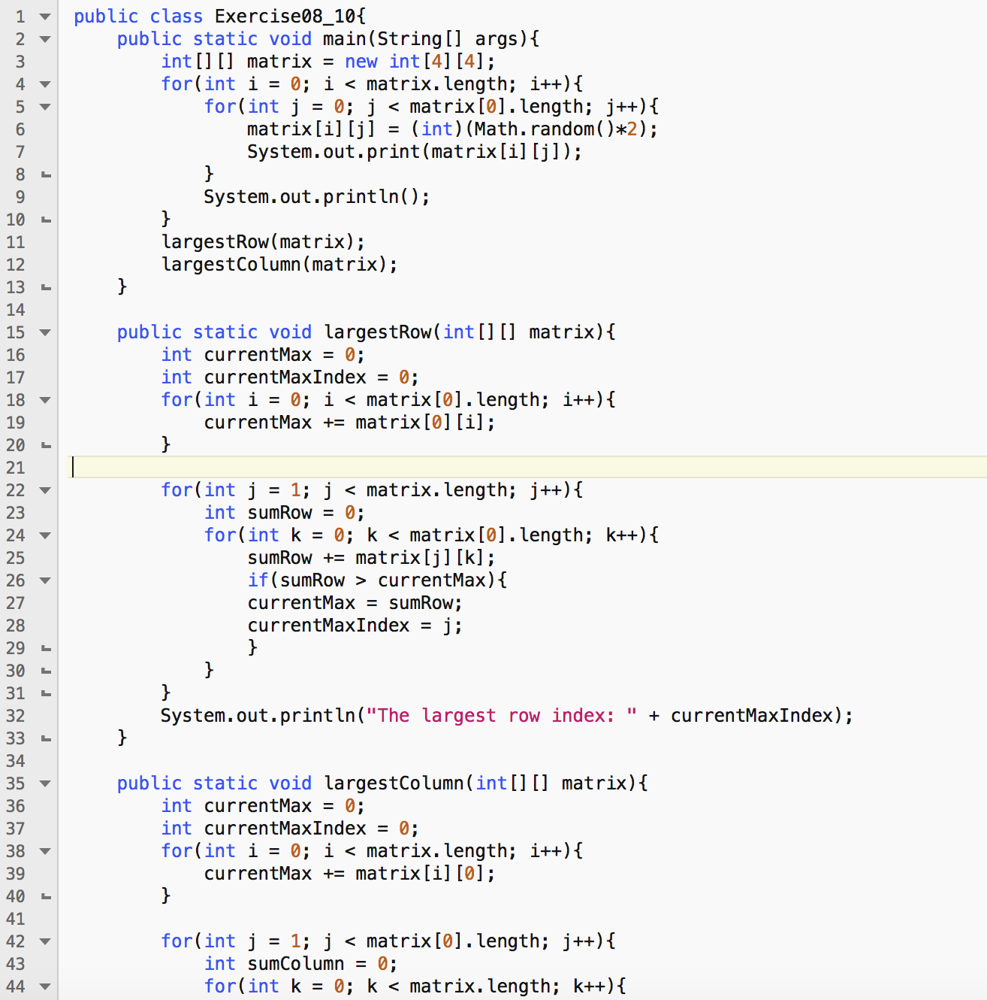 1 public class Exercise08_10{
2     public static void main(String[] args){
3         int[][] matrix = new int[4][4];
4         for(int i = 0; i < matrix.length; i++){
5             for(int j = 0; j < matrix[0].length; j++){
6                 matrix[i][j] = (int)(Math.random()*2);
7                 System.out.print(matrix[i][j]);
8             }
9             System.out.println();
10         }
11         largestRow(matrix);
12         largestColumn(matrix);
13     }
14
15     public static void largestRow(int[][] matrix){
16         int currentMax = 0;
17         int currentMaxIndex = 0;
18         for(int i = 0; i < matrix[0].length; i++){
19             currentMax += matrix[0][i];
20         }
21
22         for(int j = 1; j < matrix.length; j++){
23             int sumRow = 0;
24             for(int k = 0; k < matrix[0].length; k++){
25                 sumRow += matrix[j][k];
26                 if(sumRow > currentMax){
27                 currentMax = sumRow;
28                 currentMaxIndex = j;
29                 }
30             }
31         }
32         System.out.println("The largest row index: " + currentMaxIndex);
33     }
34
35     public static void largestColumn(int[][] matrix){
36         int currentMax = 0;
37         int currentMaxIndex = 0;
38         for(int i = 0; i < matrix.length; i++){
39             currentMax += matrix[i][0];
40         }
41
42         for(int j = 1; j < matrix[0].length; j++){
43             int sumColumn = 0;
44             for(int k = 0; k < matrix.length; k++){